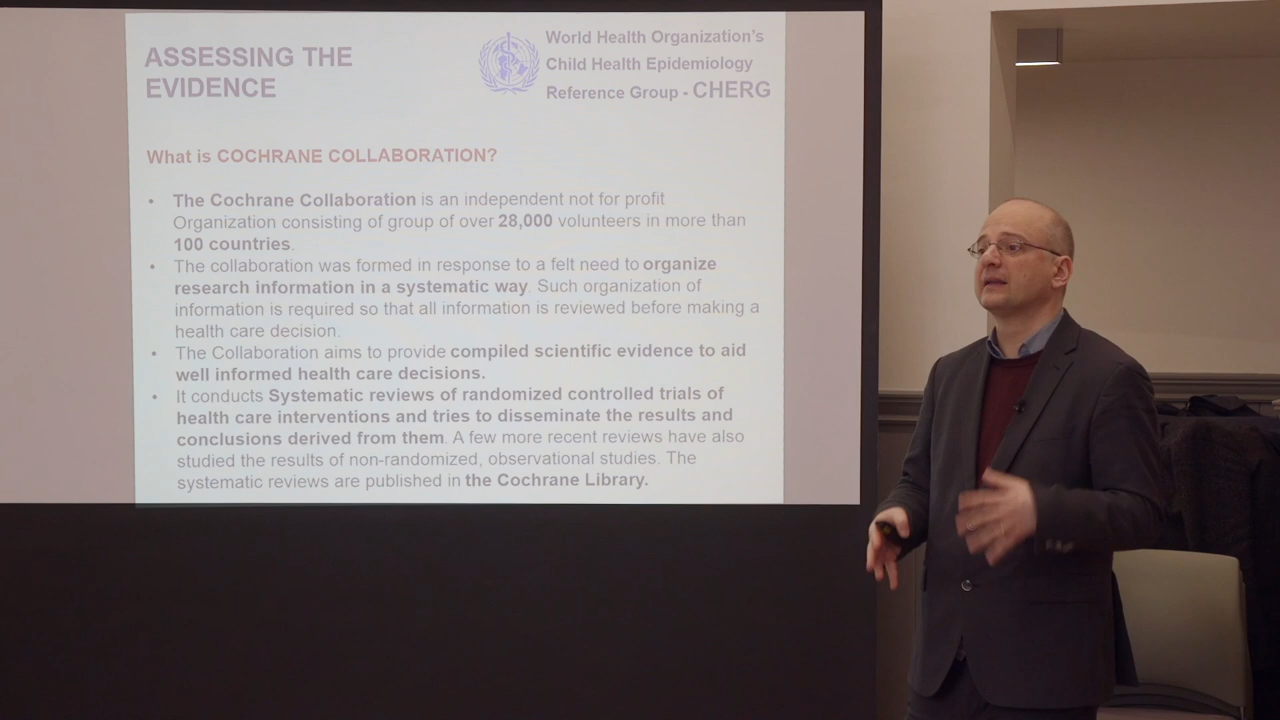 ASSESSING THE
EVIDENCE
World Health Organization's
Child Health Epidemiology
Reference Group - CHERG
What is COCHRANE COLLABORATION?
• The Cochrane Collaboration is an independent not for profit
Organization consisting of group of over 28,000 volunteers in more than
100 countries.
• The collaboration was formed in response to a felt need to organize
research information in a systematic way. Such organization of
information is required so that all information is reviewed before making a
health care decision.
• The Collaboration aims to provide compiled scientific evidence to aid
well informed health care decisions.
• It conducts Systematic reviews of randomized controlled trials of
health care interventions and tries to disseminate the results and
conclusions derived from them. A few more recent reviews have also
studied the results of non-randomized, observational studies. The
systematic reviews are published in the Cochrane Library.